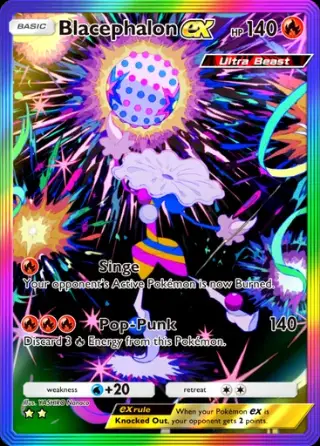 BASIC Blacephalon ex HP 140
Ultra Beast
Singe
Your opponent's Active Pokémon is now Burned.
Pop-Punk 140
Discard 3 Energy from this Pokémon.
weakness +20 retreat
Illus. YASHIRO Nanaco
ex rule When your Pokémon ex is
Knocked Out, your opponent gets 2 points.